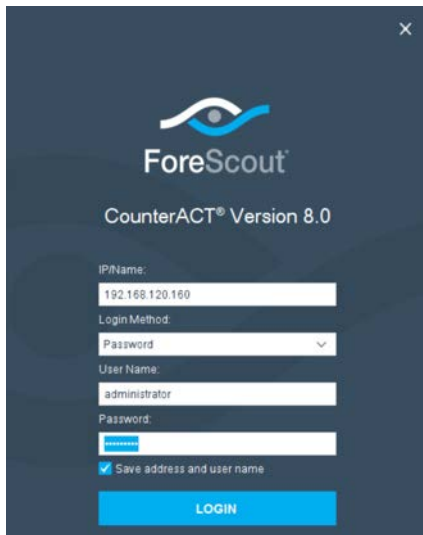 ForeScout
CounterACT® Version 8.0
IP/Name:
192.168.120.160
Login Method:
Password
User Name:
administrator
Password:
•••••••••
Save address and user name
LOGIN